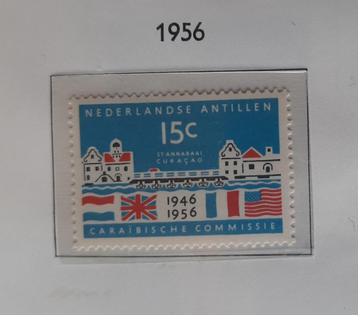 1956
NEDERLANDSE ANTILLEN
15C
ST ANNABAAI
CURAÇAO
1946
1956
CARAÏBISCHE COMMISSIE